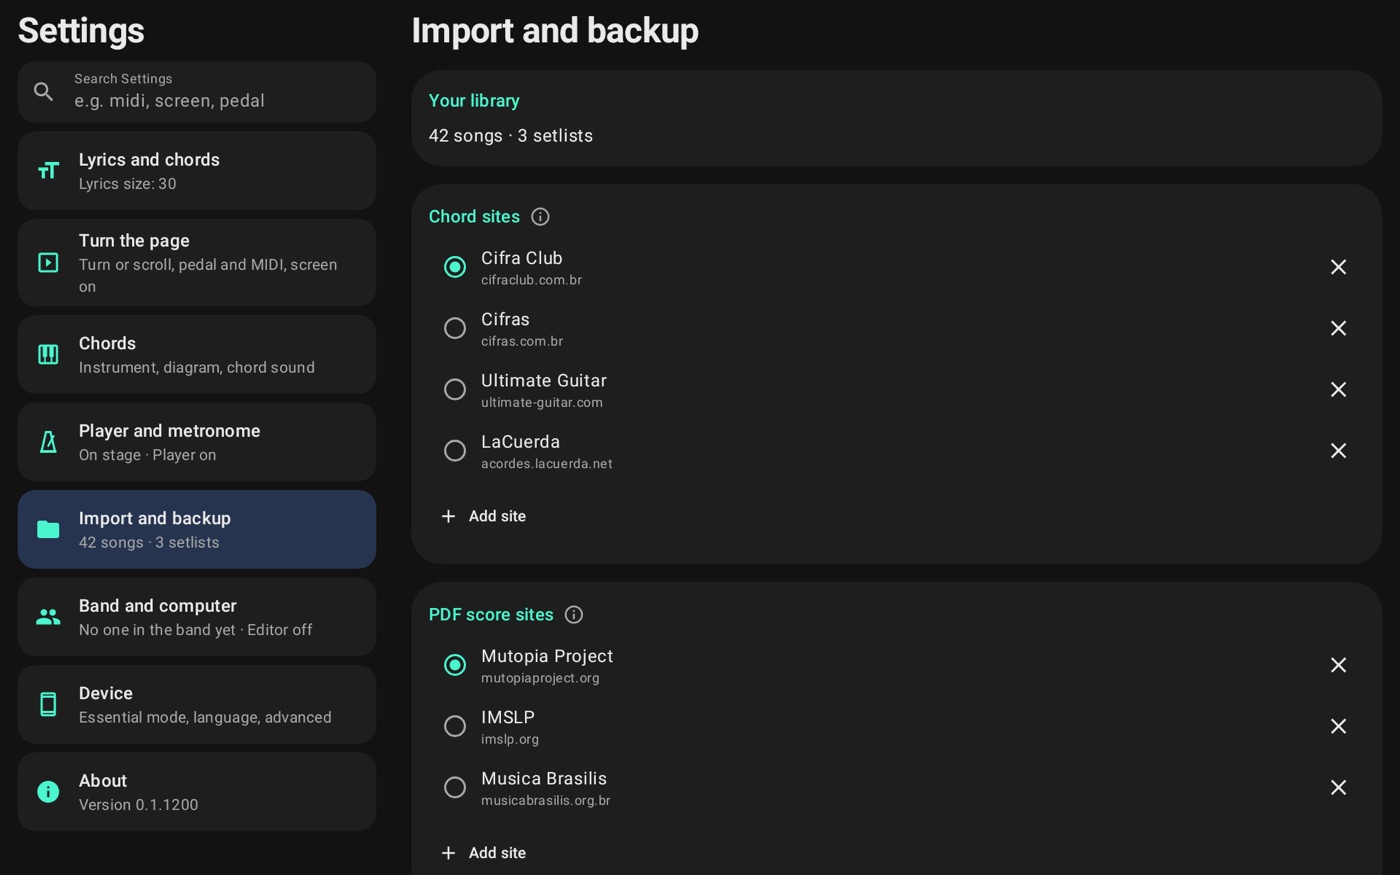 Settings
Search Settings
e.g. midi, screen, pedal
Lyrics and chords
Lyrics size: 30
Turn the page
Turn or scroll, pedal and MIDI, screen
on
Chords
Instrument, diagram, chord sound
Player and metronome
On stage · Player on
Import and backup
42 songs · 3 setlists
Band and computer
No one in the band yet · Editor off
Device
Essential mode, language, advanced
About
Version 0.1.1200
Import and backup
Your library
42 songs · 3 setlists
Chord sites
Cifra Club
cifraclub.com.br
Cifras
cifras.com.br
Ultimate Guitar
ultimate-guitar.com
LaCuerda
acordes.lacuerda.net
Add site
PDF score sites
Mutopia Project
mutopiaproject.org
IMSLP
imslp.org
Musica Brasilis
musicabrasilis.org.br
Add site